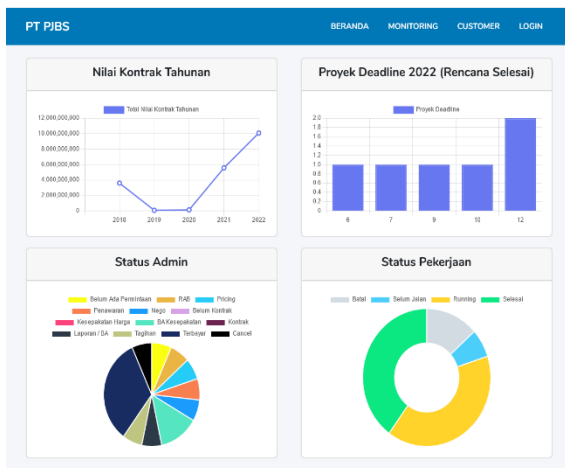 PT PJBS
BERANDA MONITORING CUSTOMER LOGIN
Nilai Kontrak Tahunan
Total Nilai Kontrak Tahunan
12.000,000,000
10.000,000,000
8.000,000,000
6.000,000,000
4.000,000,000
2.000,000,000
0
2018 2019 2020 2021 2022
Proyek Deadline 2022 (Rencana Selesai)
Proyek Deadline
2.0
1.8
1.6
1.4
1.2
1.0
0.8
0.6
0.4
0.2
0
6 7 9 10 12
Status Admin
Belum Ada Permintaan RAB Pricing
Penawaran Nego Belum Kontrak
Kesepakatan Harga BA Kesepakatan Kontrak
Laporan / BA Tagihan Terbayar Cancel
Status Pekerjaan
Batal Belum Jalan Running Selesai